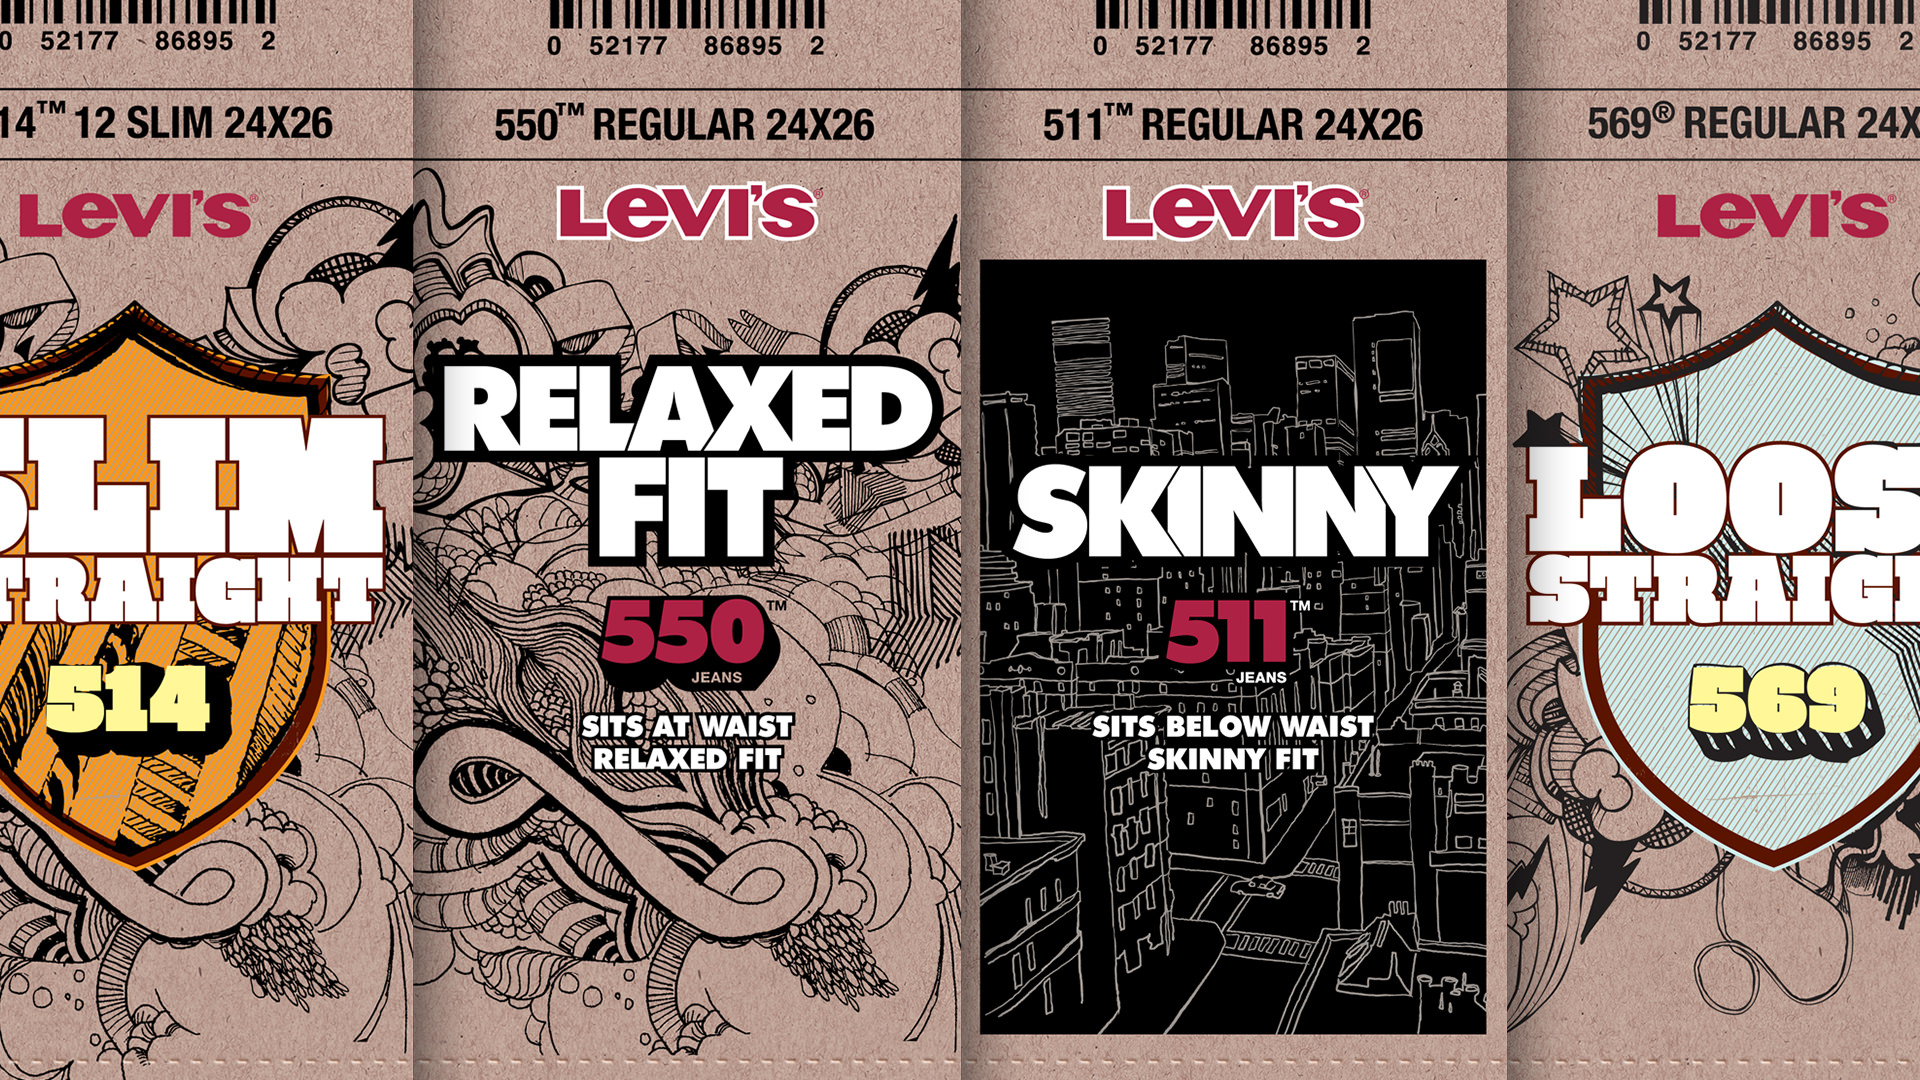 0 52177 86895 2
14™ 12 SLIM 24X26
LEVI'S®
SLIM
TRAIGHT
514
0 52177 86895 2
550™ REGULAR 24X26
LEVI'S®
RELAXED
FIT
550™
JEANS
SITS AT WAIST
RELAXED FIT
0 52177 86895 2
511™ REGULAR 24X26
LEVI'S®
SKINNY
511™
JEANS
SITS BELOW WAIST
SKINNY FIT
0 52177 86895 2
569® REGULAR 24X
LEVI'S®
LOOS
STRAIG
569